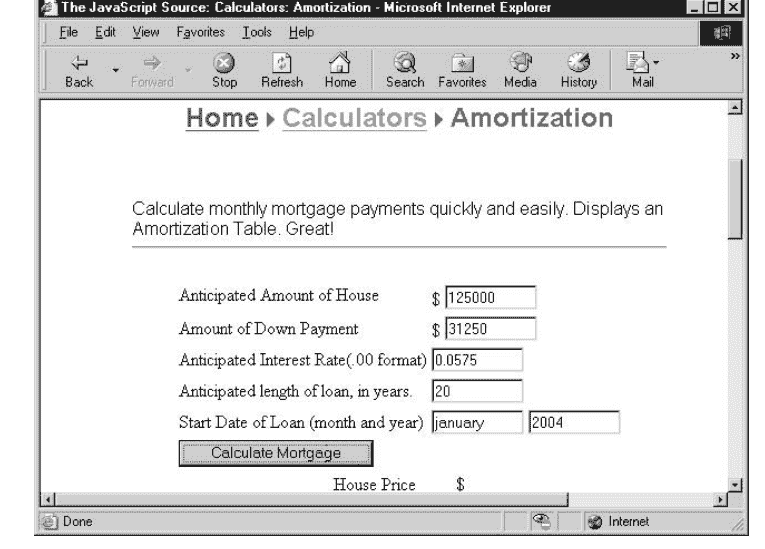 The JavaScript Source: Calculators: Amortization - Microsoft Internet Explorer
File Edit View Favorites Tools Help
Back Forward Stop Refresh Home Search Favorites Media History Mail »
Home Calculators Amortization
Calculate monthly mortgage payments quickly and easily. Displays an
Amortization Table. Great!
Anticipated Amount of House $ 125000
Amount of Down Payment $ 31250
Anticipated Interest Rate(.00 format) 0.0575
Anticipated length of loan, in years. 20
Start Date of Loan (month and year) january 2004
Calculate Mortgage
House Price $
Done Internet